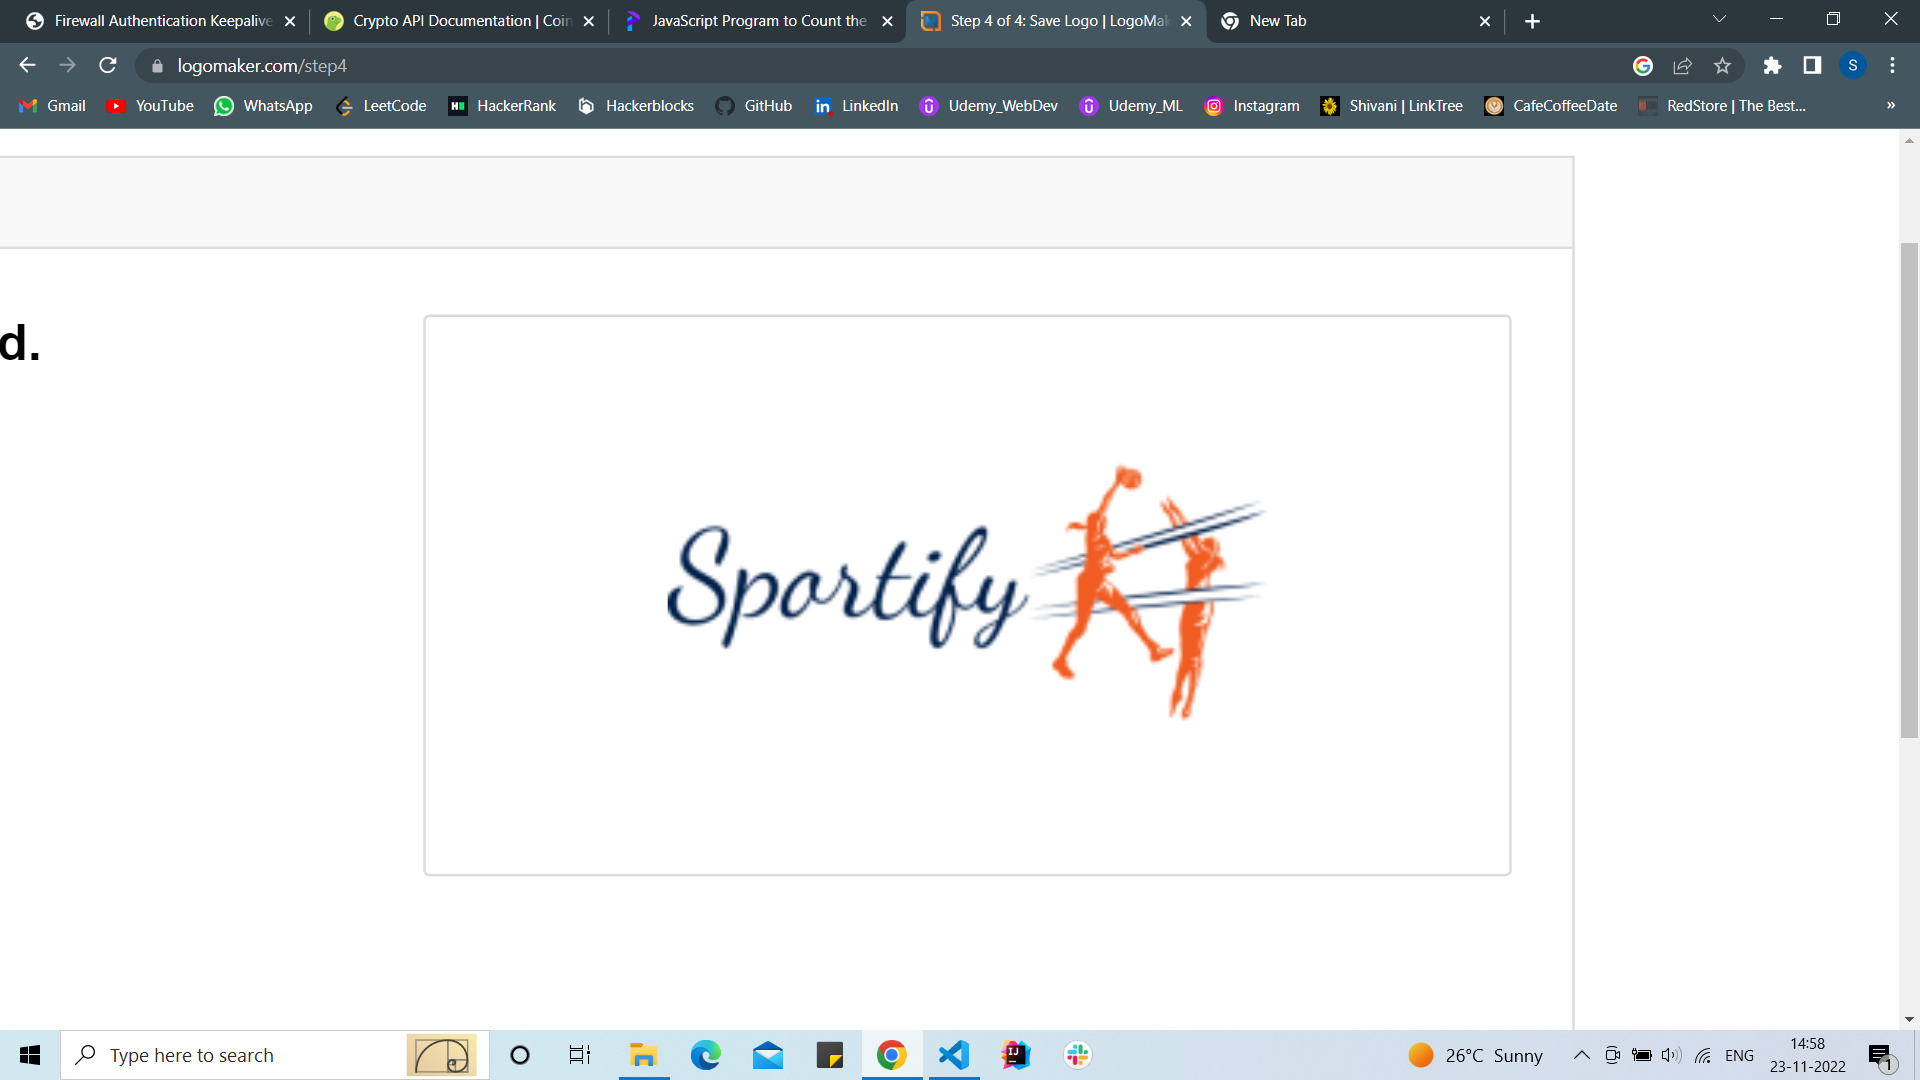 Firewall Authentication Keepalive
Crypto API Documentation | Coin
JavaScript Program to Count the
Step 4 of 4: Save Logo | LogoMak
New Tab
logomaker.com/step4
S
Gmail
YouTube
WhatsApp
LeetCode
HackerRank
Hackerblocks
GitHub
LinkedIn
Udemy_WebDev
Udemy_ML
Instagram
Shivani | LinkTree
CafeCoffeeDate
RedStore | The Best...
»
d.
Sportify
Type here to search
26°C Sunny
ENG
14:58
23-11-2022
1